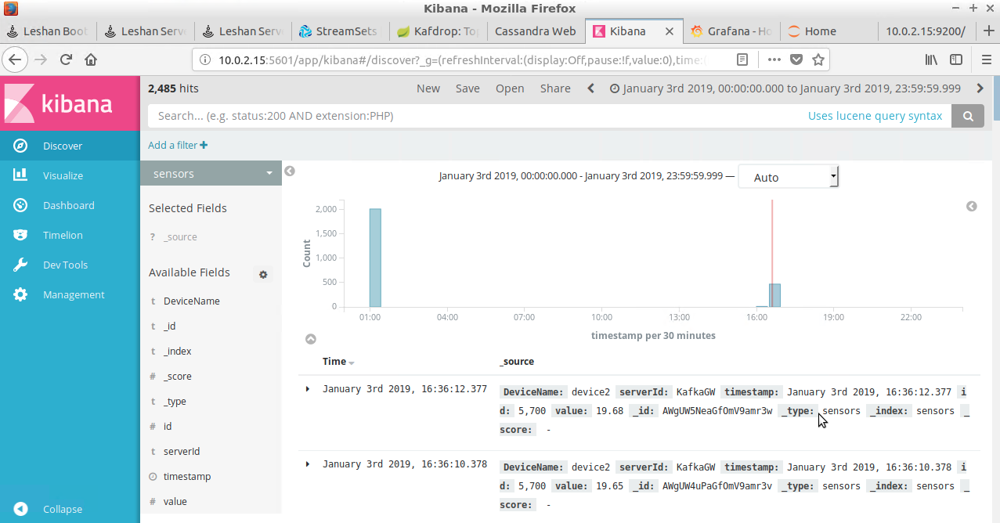 Kibana - Mozilla Firefox
Leshan Boot Leshan Serv Leshan Serv StreamSets Kafdrop: Top Cassandra Web Kibana Grafana - Ho Home 10.0.2.15:9200/
10.0.2.15:5601/app/kibana#/discover?_g=(refreshInterval:(display:Off,pause:!f,value:0),time:(
kibana
2,485 hits New Save Open Share January 3rd 2019, 00:00:00.000 to January 3rd 2019, 23:59:59.999
Search... (e.g. status:200 AND extension:PHP) Uses lucene query syntax
Discover
Visualize
Dashboard
Timelion
Dev Tools
Management
Collapse
Add a filter +
sensors
Selected Fields
? _source
Available Fields
t DeviceName
t _id
t _index
# _score
t _type
# id
t serverId
timestamp
# value
January 3rd 2019, 00:00:00.000 - January 3rd 2019, 23:59:59.999 — Auto
Count
2,000
1,500
1,000
500
0
01:00 04:00 07:00 10:00 13:00 16:00 19:00 22:00
timestamp per 30 minutes
Time _source
January 3rd 2019, 16:36:12.377 DeviceName: device2 serverId: KafkaGW timestamp: January 3rd 2019, 16:36:12.377 i
d: 5,700 value: 19.68 _id: AWgUW5NeaGfOmV9amr3w _type: sensors _index: sensors _
score: -
January 3rd 2019, 16:36:10.378 DeviceName: device2 serverId: KafkaGW timestamp: January 3rd 2019, 16:36:10.378 i
d: 5,700 value: 19.65 _id: AWgUW4uPaGfOmV9amr3v _type: sensors _index: sensors _
score: -